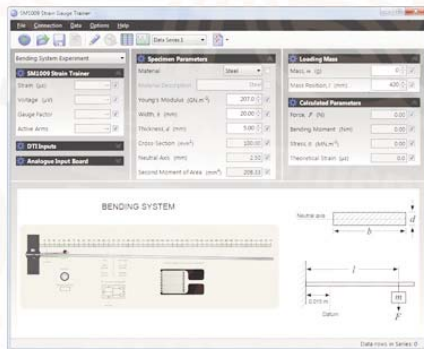 SM1009 Strain Gauge Trainer
File Connection Data Options Help
Data Series 1
Bending System Experiment
SM1009 Strain Trainer
Strain (µε)
Voltage (µV)
Gauge Factor
Active Arms
DTI Inputs
Analogue Input Board
Specimen Parameters
Material Steel
Material Description Steel
Young's Modulus (GN.m⁻²) 207.0
Width, b (mm) 20.00
Thickness, d (mm) 5.00
Cross-Section (mm²) 100.00
Neutral Axis (mm)
Second Moment of Area (mm⁴) 208.33
Loading Mass
Mass, m (g) 0
Mass Position, l (mm) 420
Calculated Parameters
Force, F (N) 0.00
Bending Moment (Nm) 0.00
Stress, σ (MN.m⁻²) 0.00
Theoretical Strain (µε) 0.0
BENDING SYSTEM
Neutral axis
d
b
l
0.015 m
m
Datum
F
Data rows in Series: 0